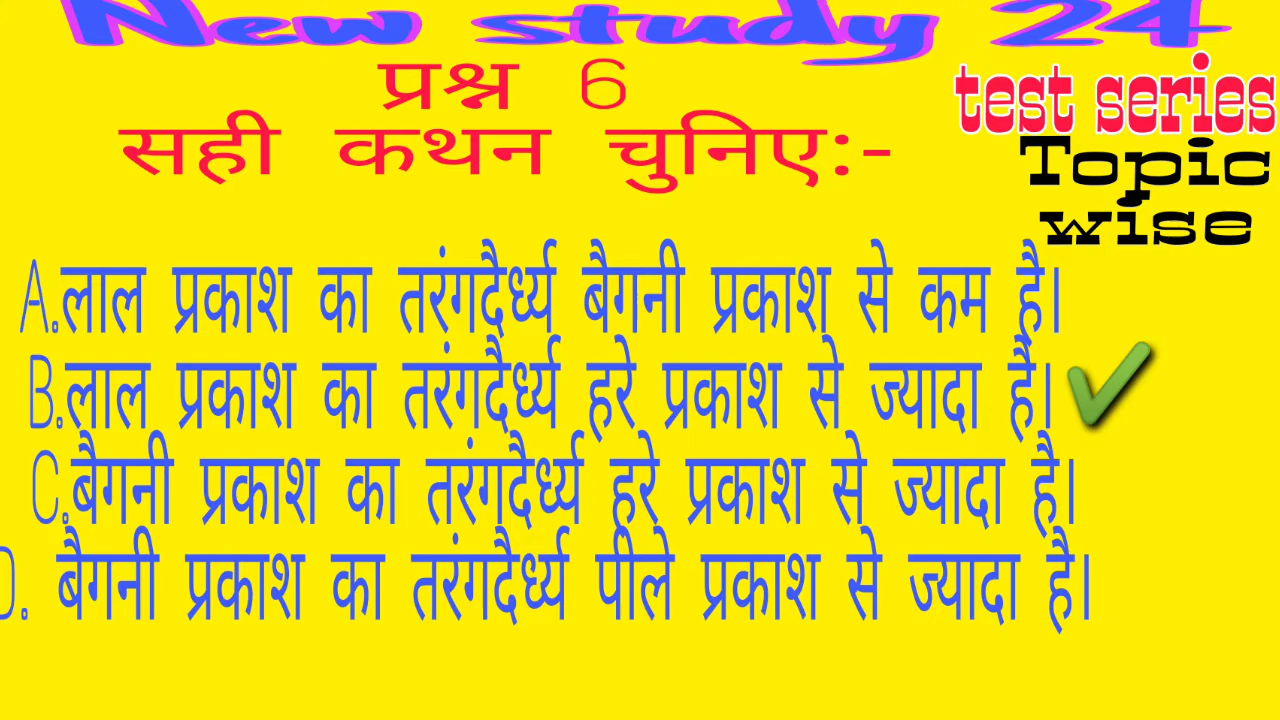 New study 24
प्रश्न 6
test series
सही कथन चुनिए:-
Topic
wise
A.लाल प्रकाश का तरंगदैर्ध्य बैगनी प्रकाश से कम है।
B.लाल प्रकाश का तरंगदैर्ध्य हरे प्रकाश से ज्यादा है।
C.बैगनी प्रकाश का तरंगदैर्ध्य हरे प्रकाश से ज्यादा है।
D. बैगनी प्रकाश का तरंगदैर्ध्य पीले प्रकाश से ज्यादा है।